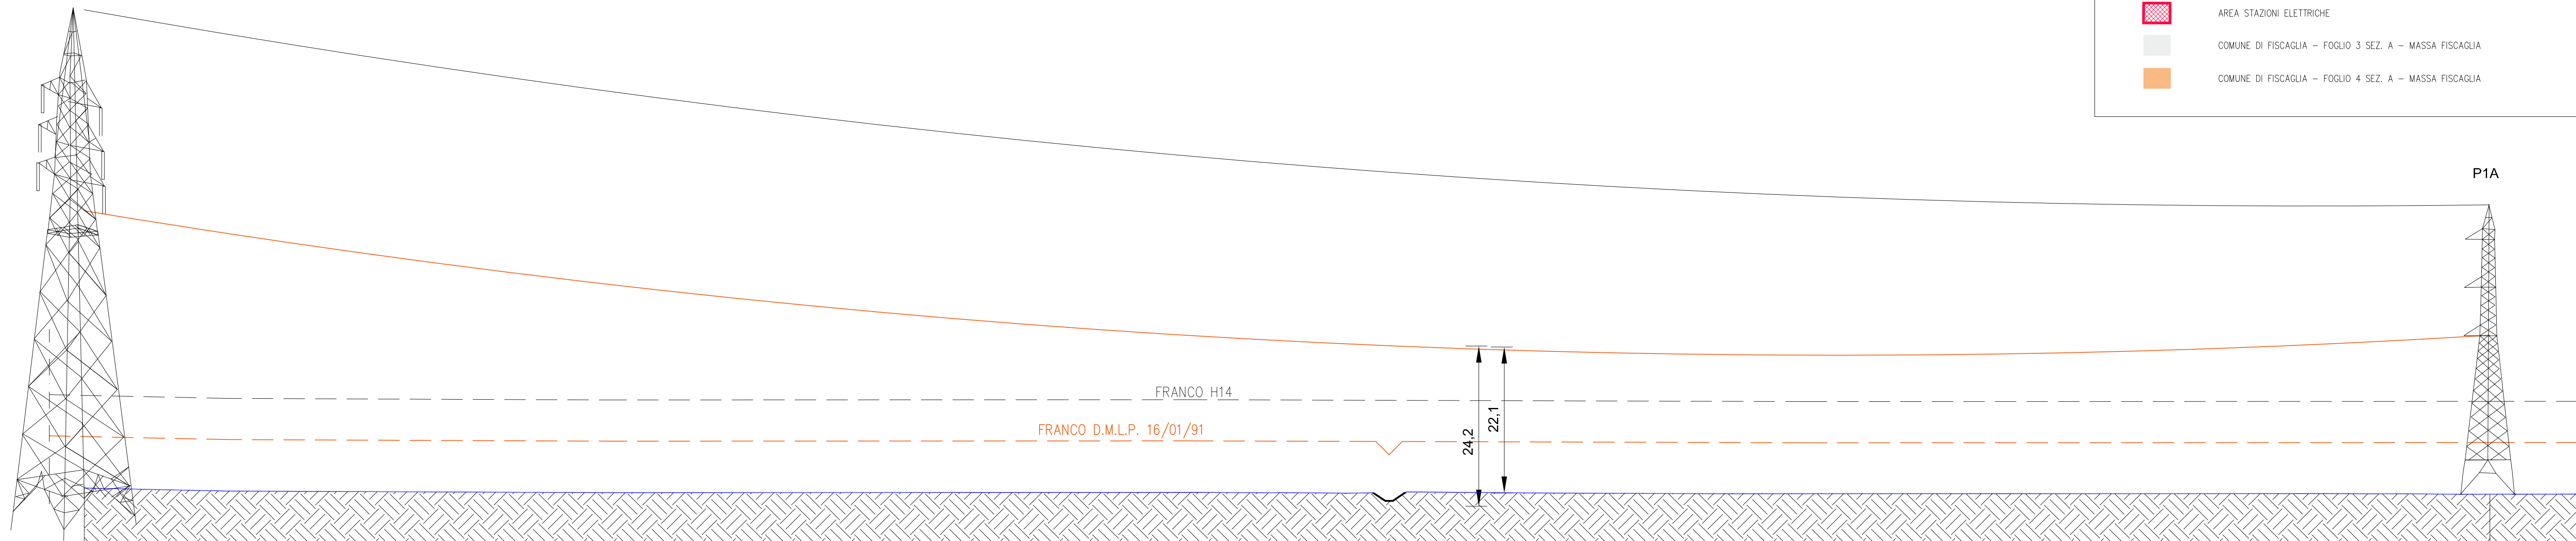 AREA STAZIONI ELETTRICHE
COMUNE DI FISCAGLIA - FOGLIO 3 SEZ. A - MASSA FISCAGLIA
COMUNE DI FISCAGLIA - FOGLIO 4 SEZ. A - MASSA FISCAGLIA
P1A
FRANCO H14
FRANCO D.M.L.P. 16/01/91
24,2
22,1